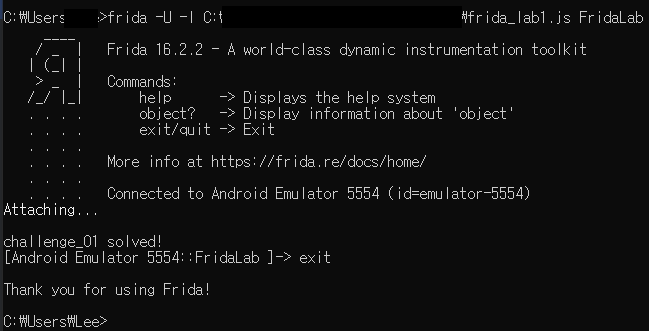 C:₩Users >frida -U -l C:₩ ₩frida_lab1.js FridaLab
Frida 16.2.2 - A world-class dynamic instrumentation toolkit
Commands:
help -> Displays the help system
object? -> Display information about 'object'
exit/quit -> Exit
More info at https://frida.re/docs/home/
Connected to Android Emulator 5554 (id=emulator-5554)
Attaching...
challenge_01 solved!
[Android Emulator 5554::FridaLab ]-> exit
Thank you for using Frida!
C:₩Users₩Lee>